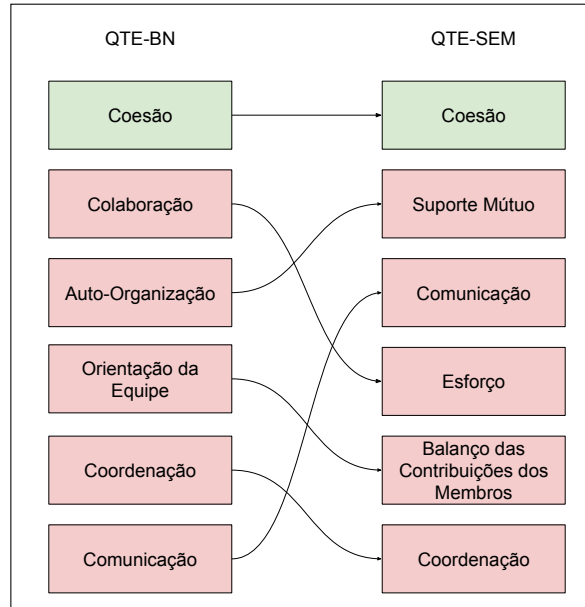 QTE-BN
QTE-SEM
Coesão
Coesão
Colaboração
Suporte Mútuo
Auto-Organização
Comunicação
Orientação da
Equipe
Esforço
Coordenação
Balanço das
Contribuições dos
Membros
Comunicação
Coordenação